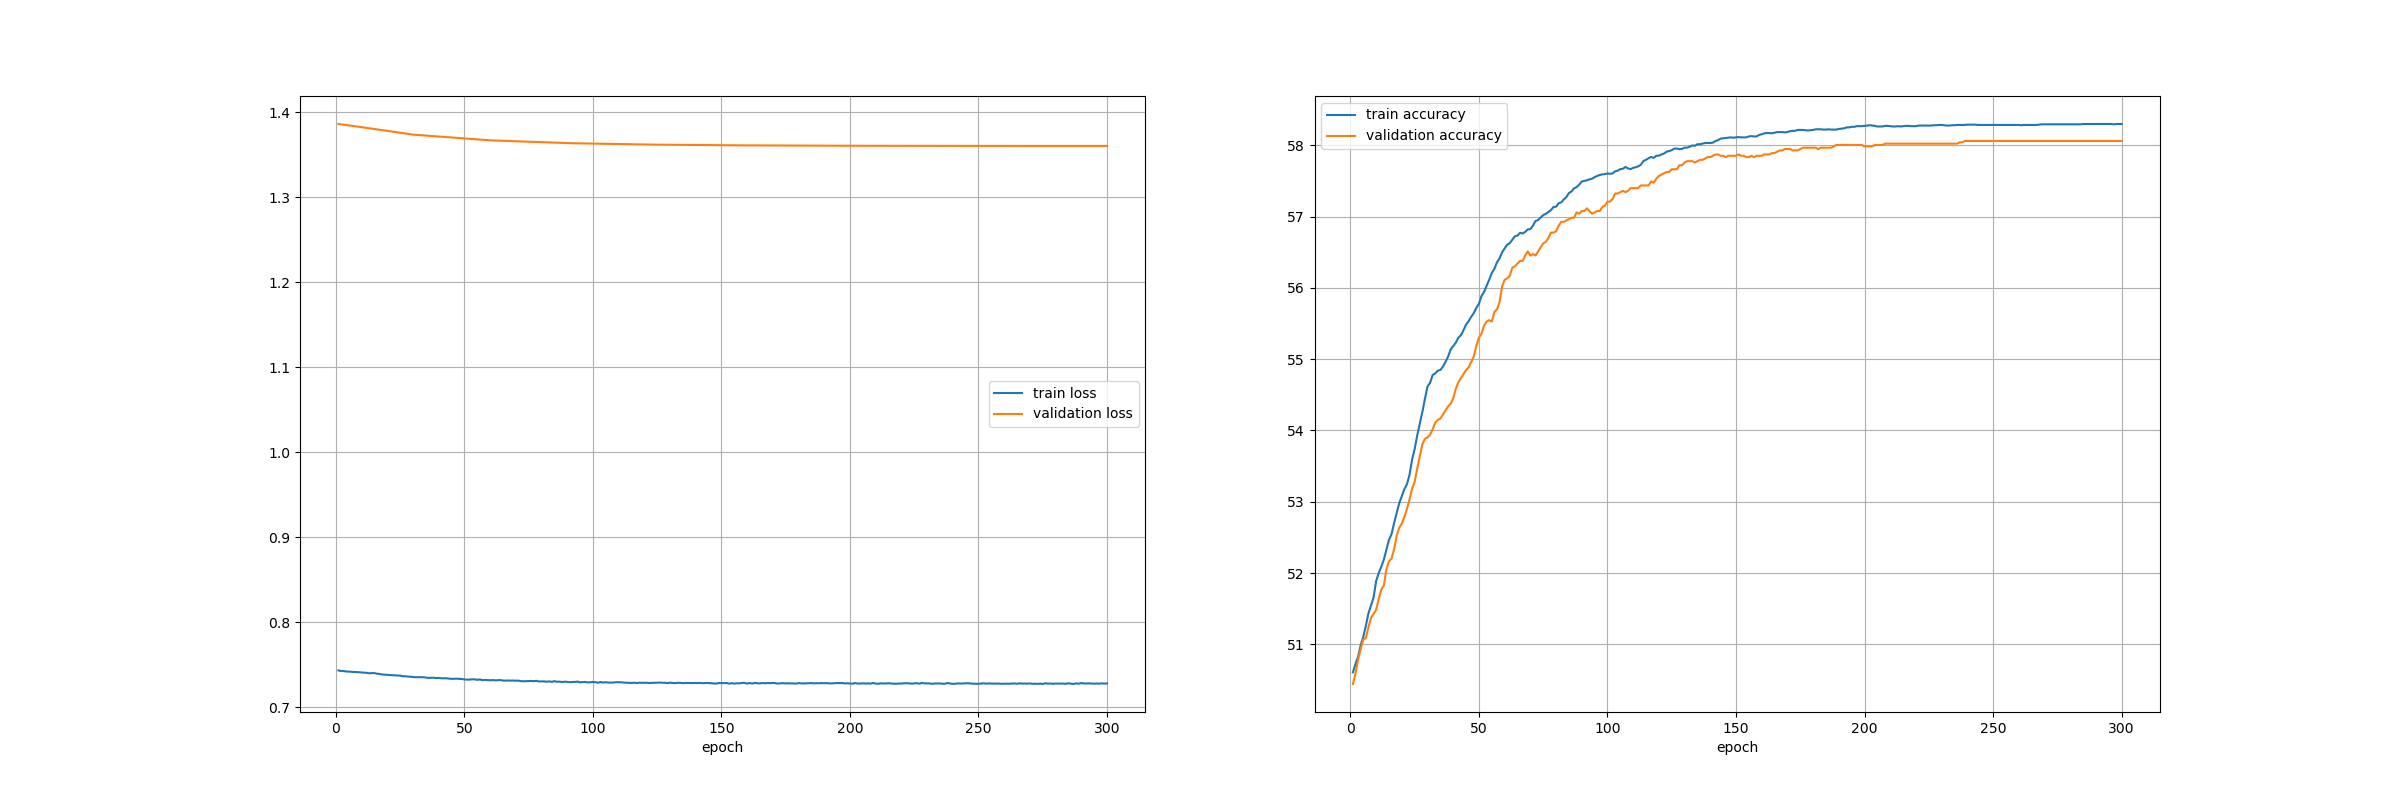 1.4
1.3
1.2
1.1
1.0
0.9
0.8
0.7
0 50 100 150 200 250 300
epoch
train loss
validation loss
train accuracy
validation accuracy
58
57
56
55
54
53
52
51
0 50 100 150 200 250 300
epoch